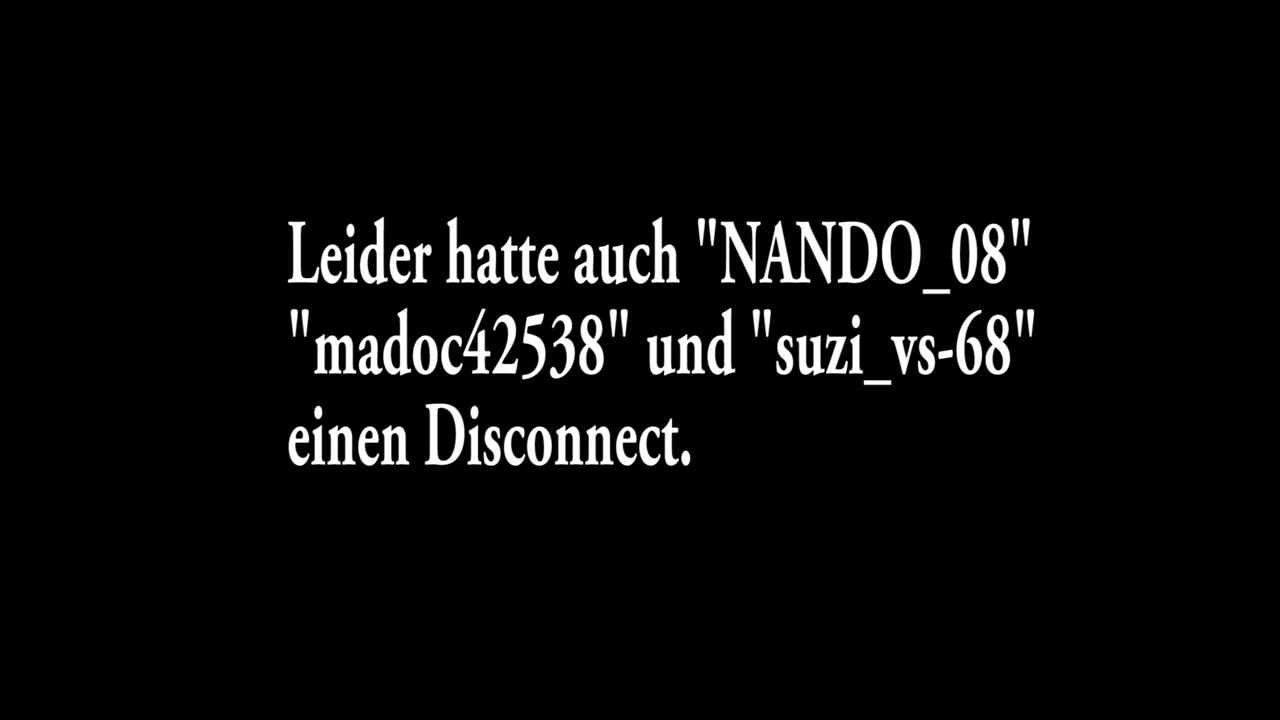 Leider hatte auch "NANDO_08"
"madoc42538" und "suzi_vs-68"
einen Disconnect.